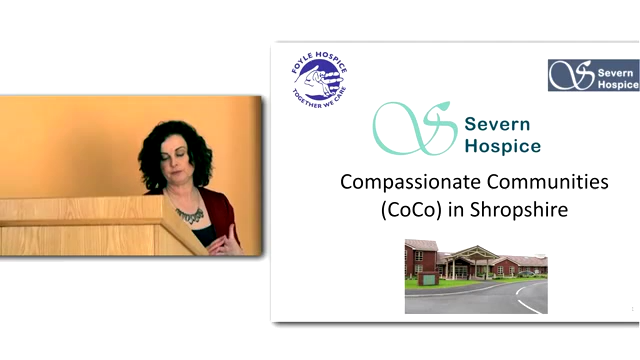 FOYLE HOSPICE
TOGETHER WE CARE
Severn
Hospice
Severn
Hospice
Compassionate Communities
(CoCo) in Shropshire